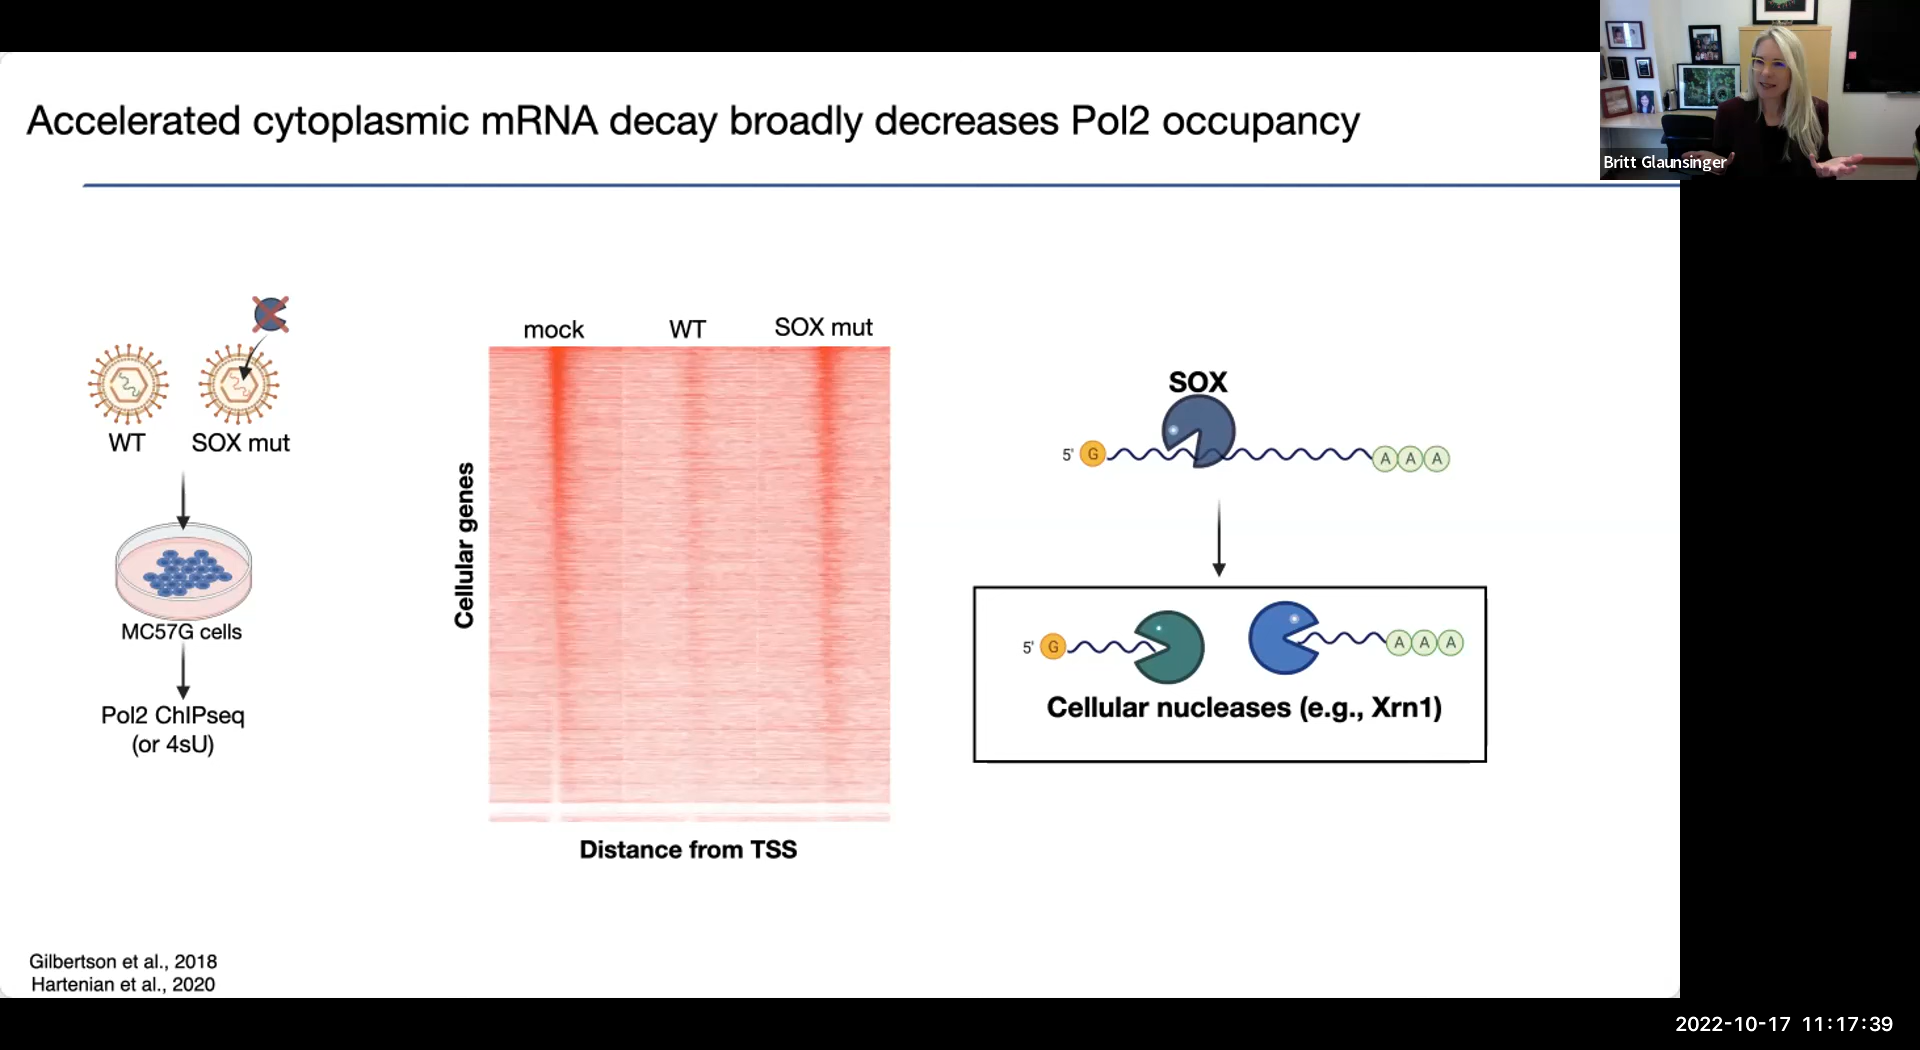 Accelerated cytoplasmic mRNA decay broadly decreases Pol2 occupancy
Britt Glaunsinger
WT
SOX mut
MC57G cells
Pol2 ChIPseq
(or 4sU)
mock
WT
SOX mut
Cellular genes
Distance from TSS
SOX
5' G
A A A
5' G
A A A
Cellular nucleases (e.g., Xrn1)
Gilbertson et al., 2018
Hartenian et al., 2020
2022-10-17 11:17:39